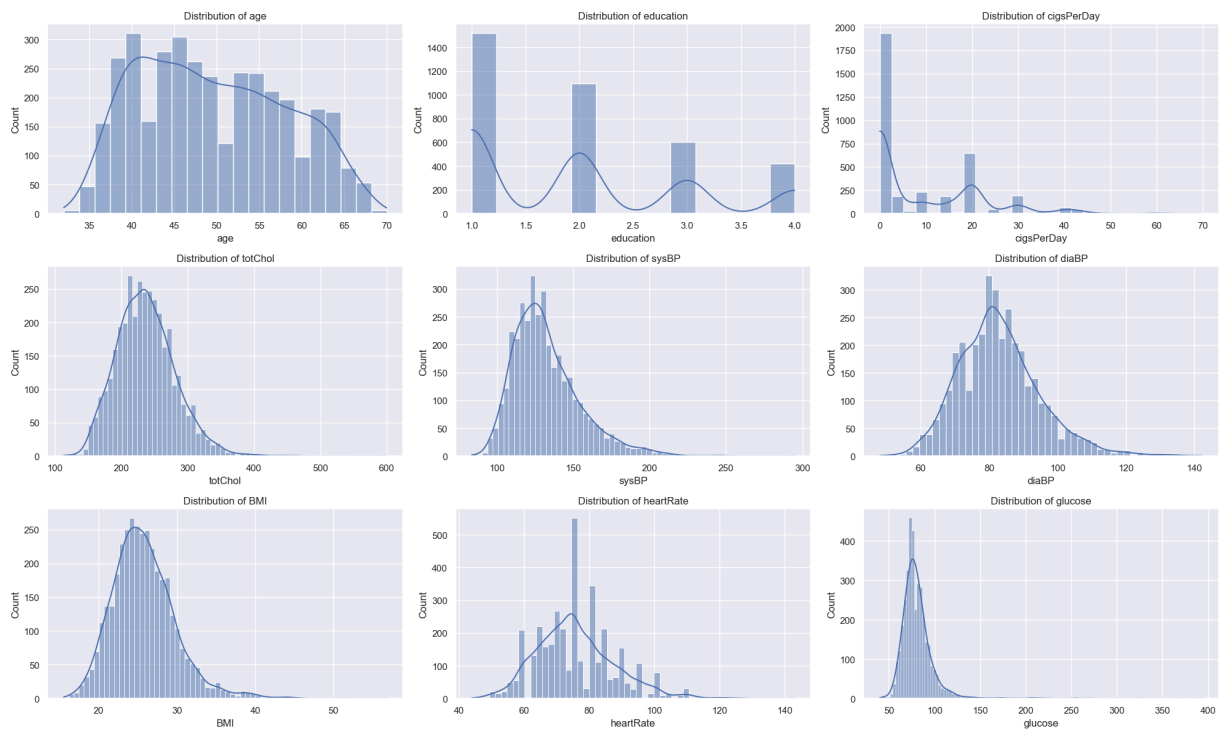 Distribution of age
300
250
200
150
100
50
0
Count
35 40 45 50 55 60 65 70
age
Distribution of education
1400
1200
1000
800
600
400
200
0
Count
1.0 1.5 2.0 2.5 3.0 3.5 4.0
education
Distribution of cigsPerDay
2000
1750
1500
1250
1000
750
500
250
0
Count
0 10 20 30 40 50 60 70
cigsPerDay
Distribution of totChol
250
200
150
100
50
0
Count
100 200 300 400 500 600
totChol
Distribution of sysBP
300
250
200
150
100
50
0
Count
100 150 200 250 300
sysBP
Distribution of diaBP
300
250
200
150
100
50
0
Count
60 80 100 120 140
diaBP
Distribution of BMI
250
200
150
100
50
0
Count
20 30 40 50
BMI
Distribution of heartRate
500
400
300
200
100
0
Count
40 60 80 100 120 140
heartRate
Distribution of glucose
400
300
200
100
0
Count
50 100 150 200 250 300 350 400
glucose